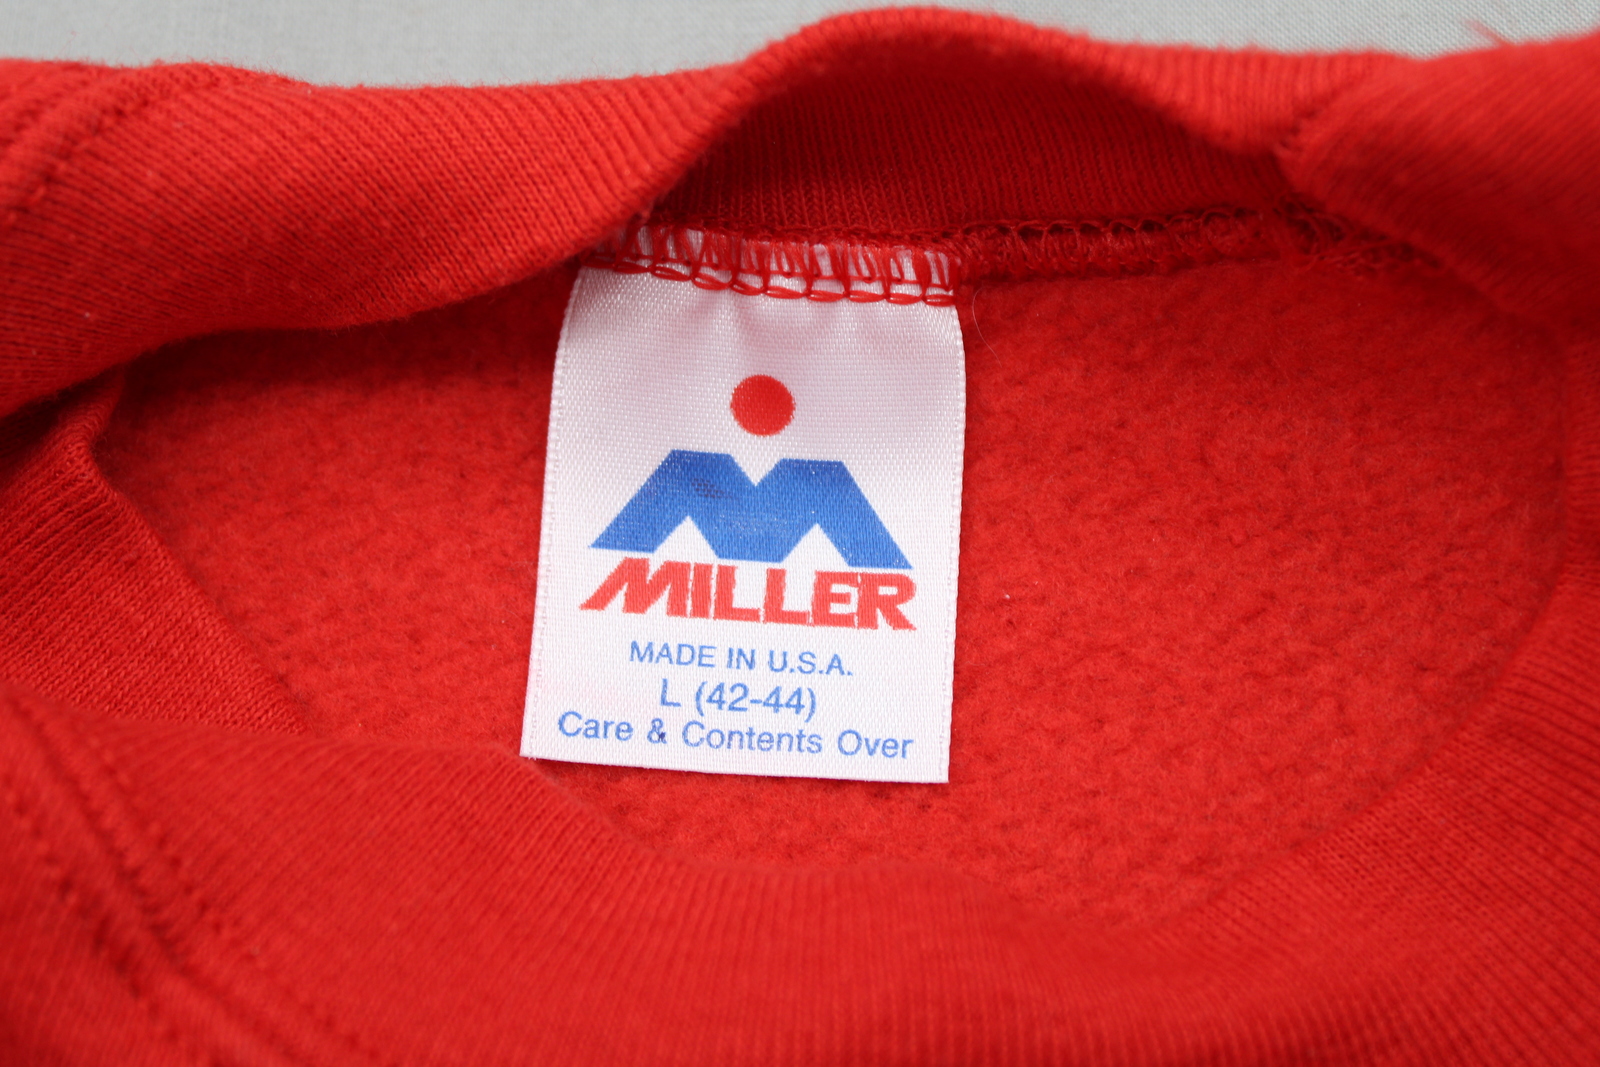 MILLER
MADE IN U.S.A.
L (42-44)
Care & Contents Over